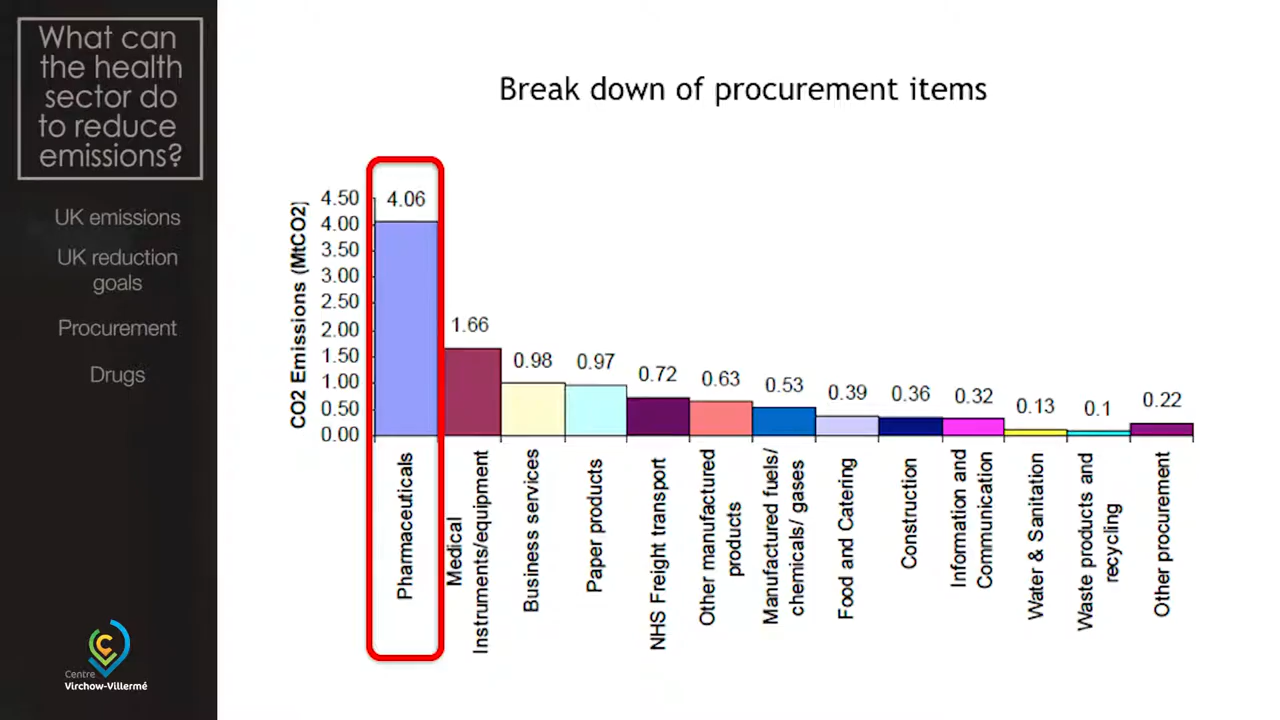 What can
the health
sector do
to reduce
emissions?
UK emissions
UK reduction
goals
Procurement
Drugs
Centre
Virchow-Villermé
Break down of procurement items
CO2 Emissions (MtCO2)
4.50
4.00
3.50
3.00
2.50
2.00
1.50
1.00
0.50
0.00
4.06
1.66
0.98
0.97
0.72
0.63
0.53
0.39
0.36
0.32
0.13
0.1
0.22
Pharmaceuticals
Medical
Instruments/equipment
Business services
Paper products
NHS Freight transport
Other manufactured
products
Manufactured fuels/
chemicals/ gases
Food and Catering
Construction
Information and
Communication
Water & Sanitation
Waste products and
recycling
Other procurement